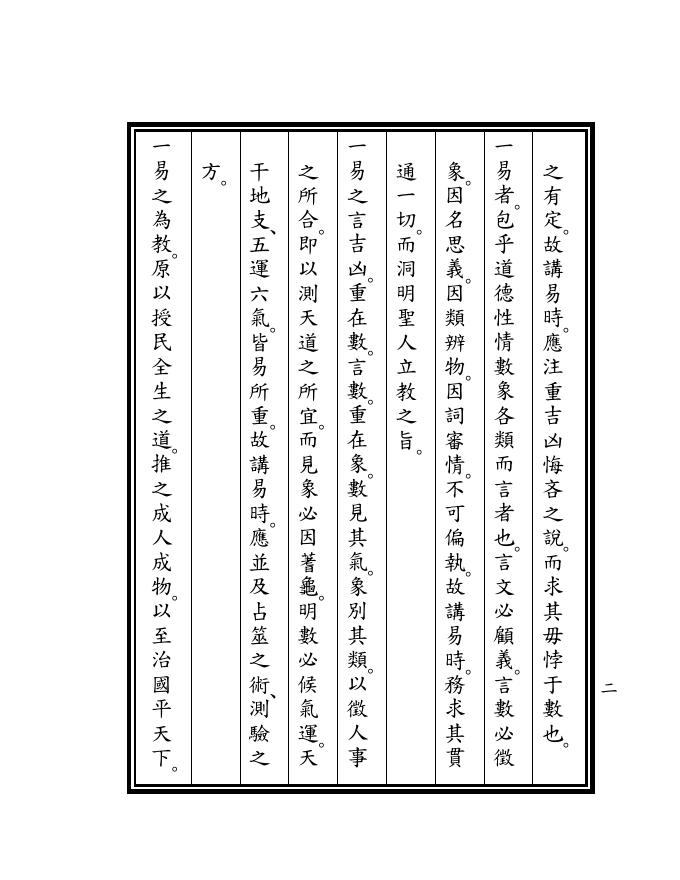 之有定。故講易時。應注重吉凶悔吝之說。而求其毋悖于數也。
一易者。包乎道德性情數象各類而言者也。言文必顧義。言數必徵
象。因名思義。因類辨物。因詞審情。不可偏執。故講易時。務求其貫
通一切。而洞明聖人立教之旨。
一易之言吉凶。重在數。言數。重在象。數見其氣。象別其類。以徵人事
之所合。即以測天道之所宜。而見象必因蓍龜。明數必候氣運。天
干地支、五運六氣。皆易所重。故講易時。應並及占筮之術、測驗之
方。
一易之為教。原以授民全生之道。推之成人成物。以至治國平天下。
二